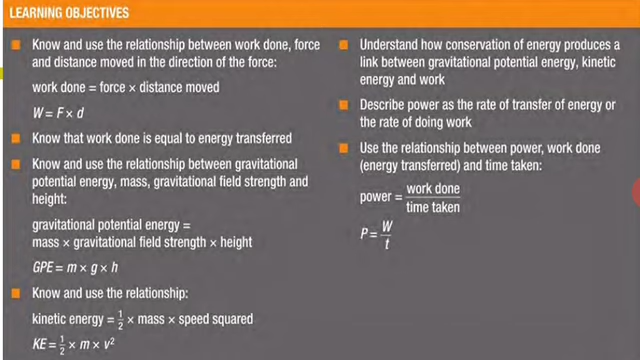 LEARNING OBJECTIVES
Know and use the relationship between work done, force
and distance moved in the direction of the force:
work done = force × distance moved
W = F × d
Know that work done is equal to energy transferred
Know and use the relationship between gravitational
potential energy, mass, gravitational field strength and
height:
gravitational potential energy =
mass × gravitational field strength × height
GPE = m × g × h
Know and use the relationship:
kinetic energy = ½ × mass × speed squared
KE = ½ × m × v²
Understand how conservation of energy produces a
link between gravitational potential energy, kinetic
energy and work
Describe power as the rate of transfer of energy or
the rate of doing work
Use the relationship between power, work done
(energy transferred) and time taken:
power = work done / time taken
P = W / t